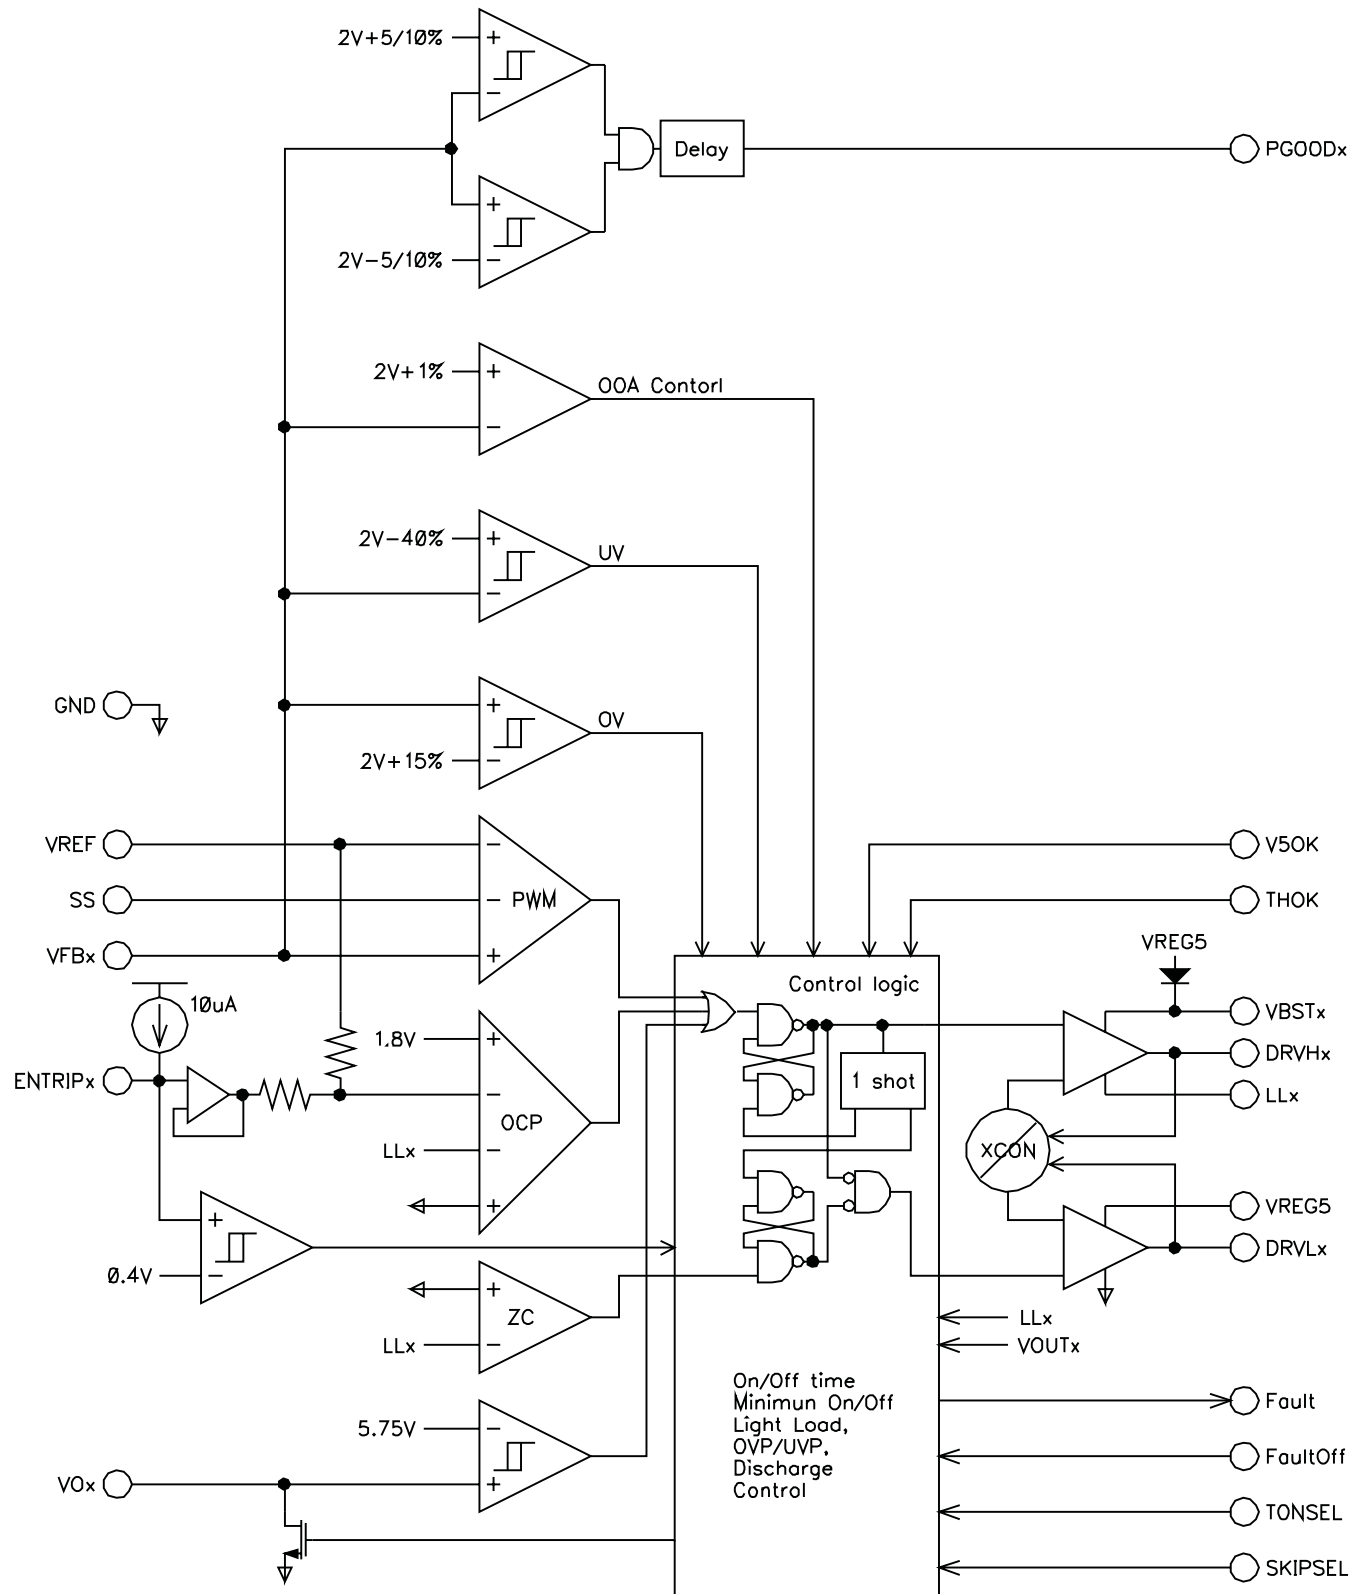 2V+5/10%
+
−
Delay
PGOODx
+
2V−5/10%
−
2V+1%
+
OOA Contorl
−
2V−40%
+
UV
−
GND
+
OV
2V+15%
−
VREF
−
V5OK
SS
−
PWM
THOK
VFBx
+
VREG5
Control logic
10uA
VBSTx
1.8V
+
DRVHx
ENTRIPx
−
1 shot
LLx
OCP
LLx
−
XCON
+
VREG5
+
DRVLx
0.4V
−
+
ZC
LLx
LLx
−
VOUTx
On/Off time
Minimun On/Off
Light Load,
OVP/UVP,
Discharge
Control
Fault
5.75V
−
FaultOff
VOx
+
TONSEL
SKIPSEL